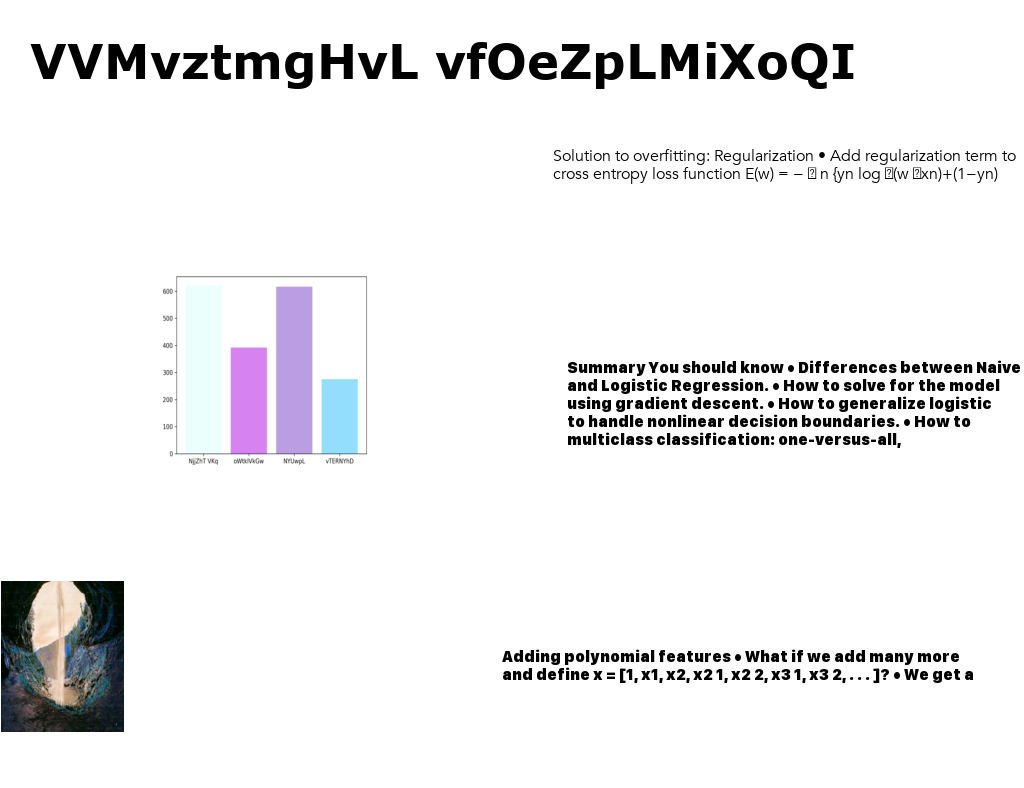 VVMvztmgHvL vfOeZpLMiXoQI
Solution to overfitting: Regularization • Add regularization term to
cross entropy loss function E(w) = − n {yn log (w xn)+(1−yn)
600
500
400
300
200
100
0
NjjZhT VKq oWtklVkGw NYUwpL vTERNYhD
Summary You should know • Differences between Naive
and Logistic Regression. • How to solve for the model
using gradient descent. • How to generalize logistic
to handle nonlinear decision boundaries. • How to
multiclass classification: one-versus-all,
Adding polynomial features • What if we add many more
and define x = [1, x1, x2, x2 1, x2 2, x3 1, x3 2, . . . ]? • We get a